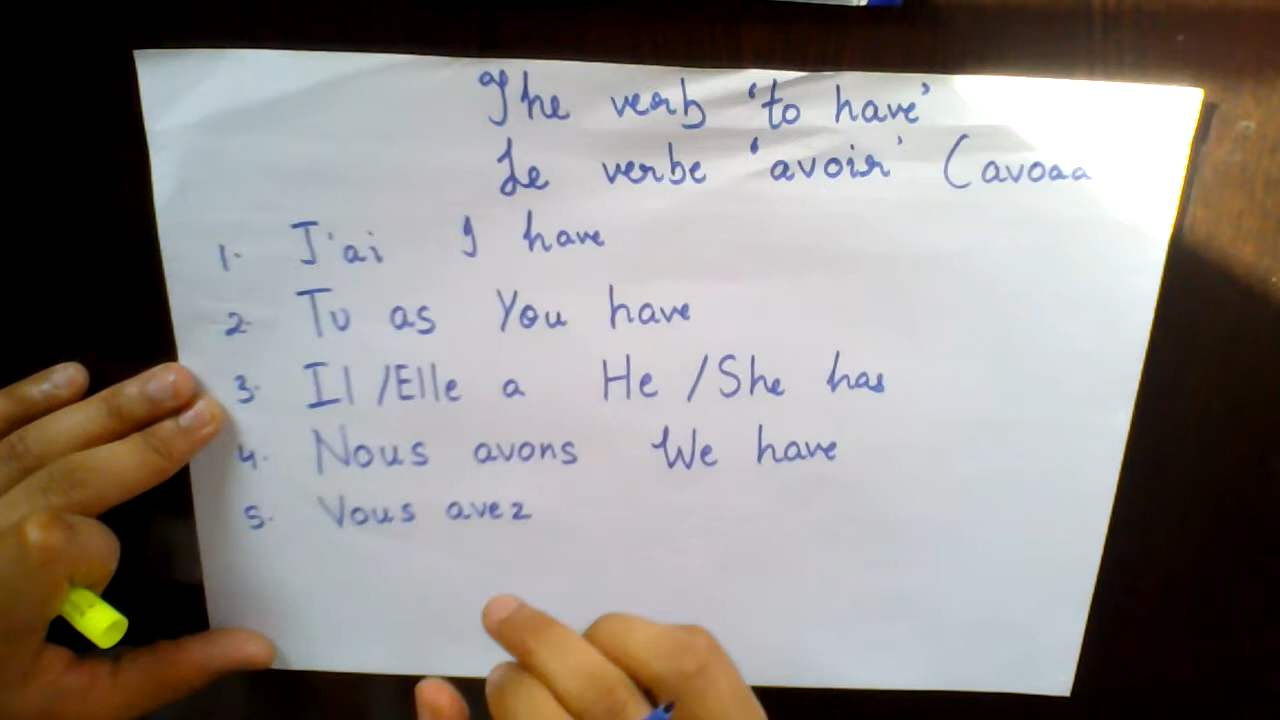 The verb 'to have'
Le verbe 'avoir' (avoaa
1. J'ai I have
2. Tu as You have
3. Il/Elle a He/She has
4. Nous avons We have
5. Vous avez